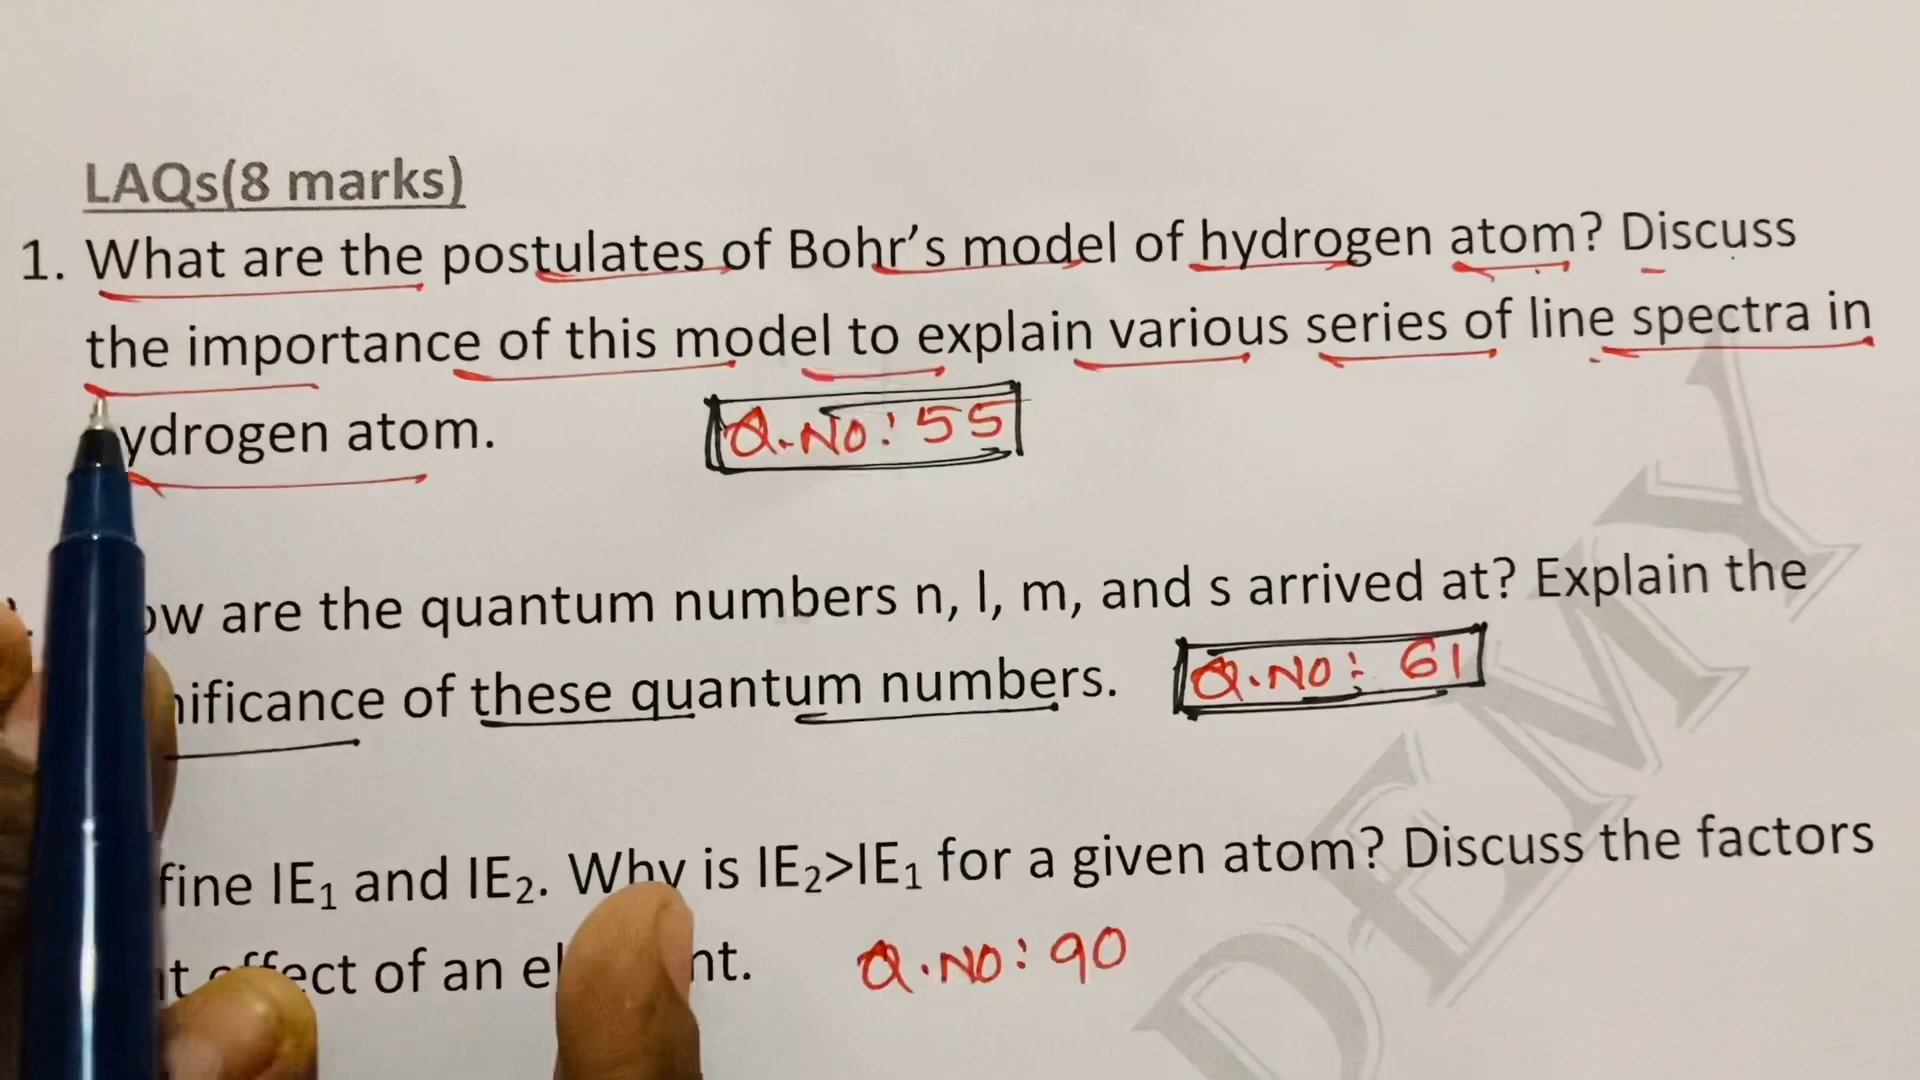 LAQs(8 marks)
1. What are the postulates of Bohr's model of hydrogen atom? Discuss
the importance of this model to explain various series of line spectra in
ydrogen atom. Q.No: 55
ow are the quantum numbers n, l, m, and s arrived at? Explain the
nificance of these quantum numbers. Q.No: 61
fine IE₁ and IE₂. Why is IE₂>IE₁ for a given atom? Discuss the factors
t effect of an el nt. Q.No: 90
DEMY